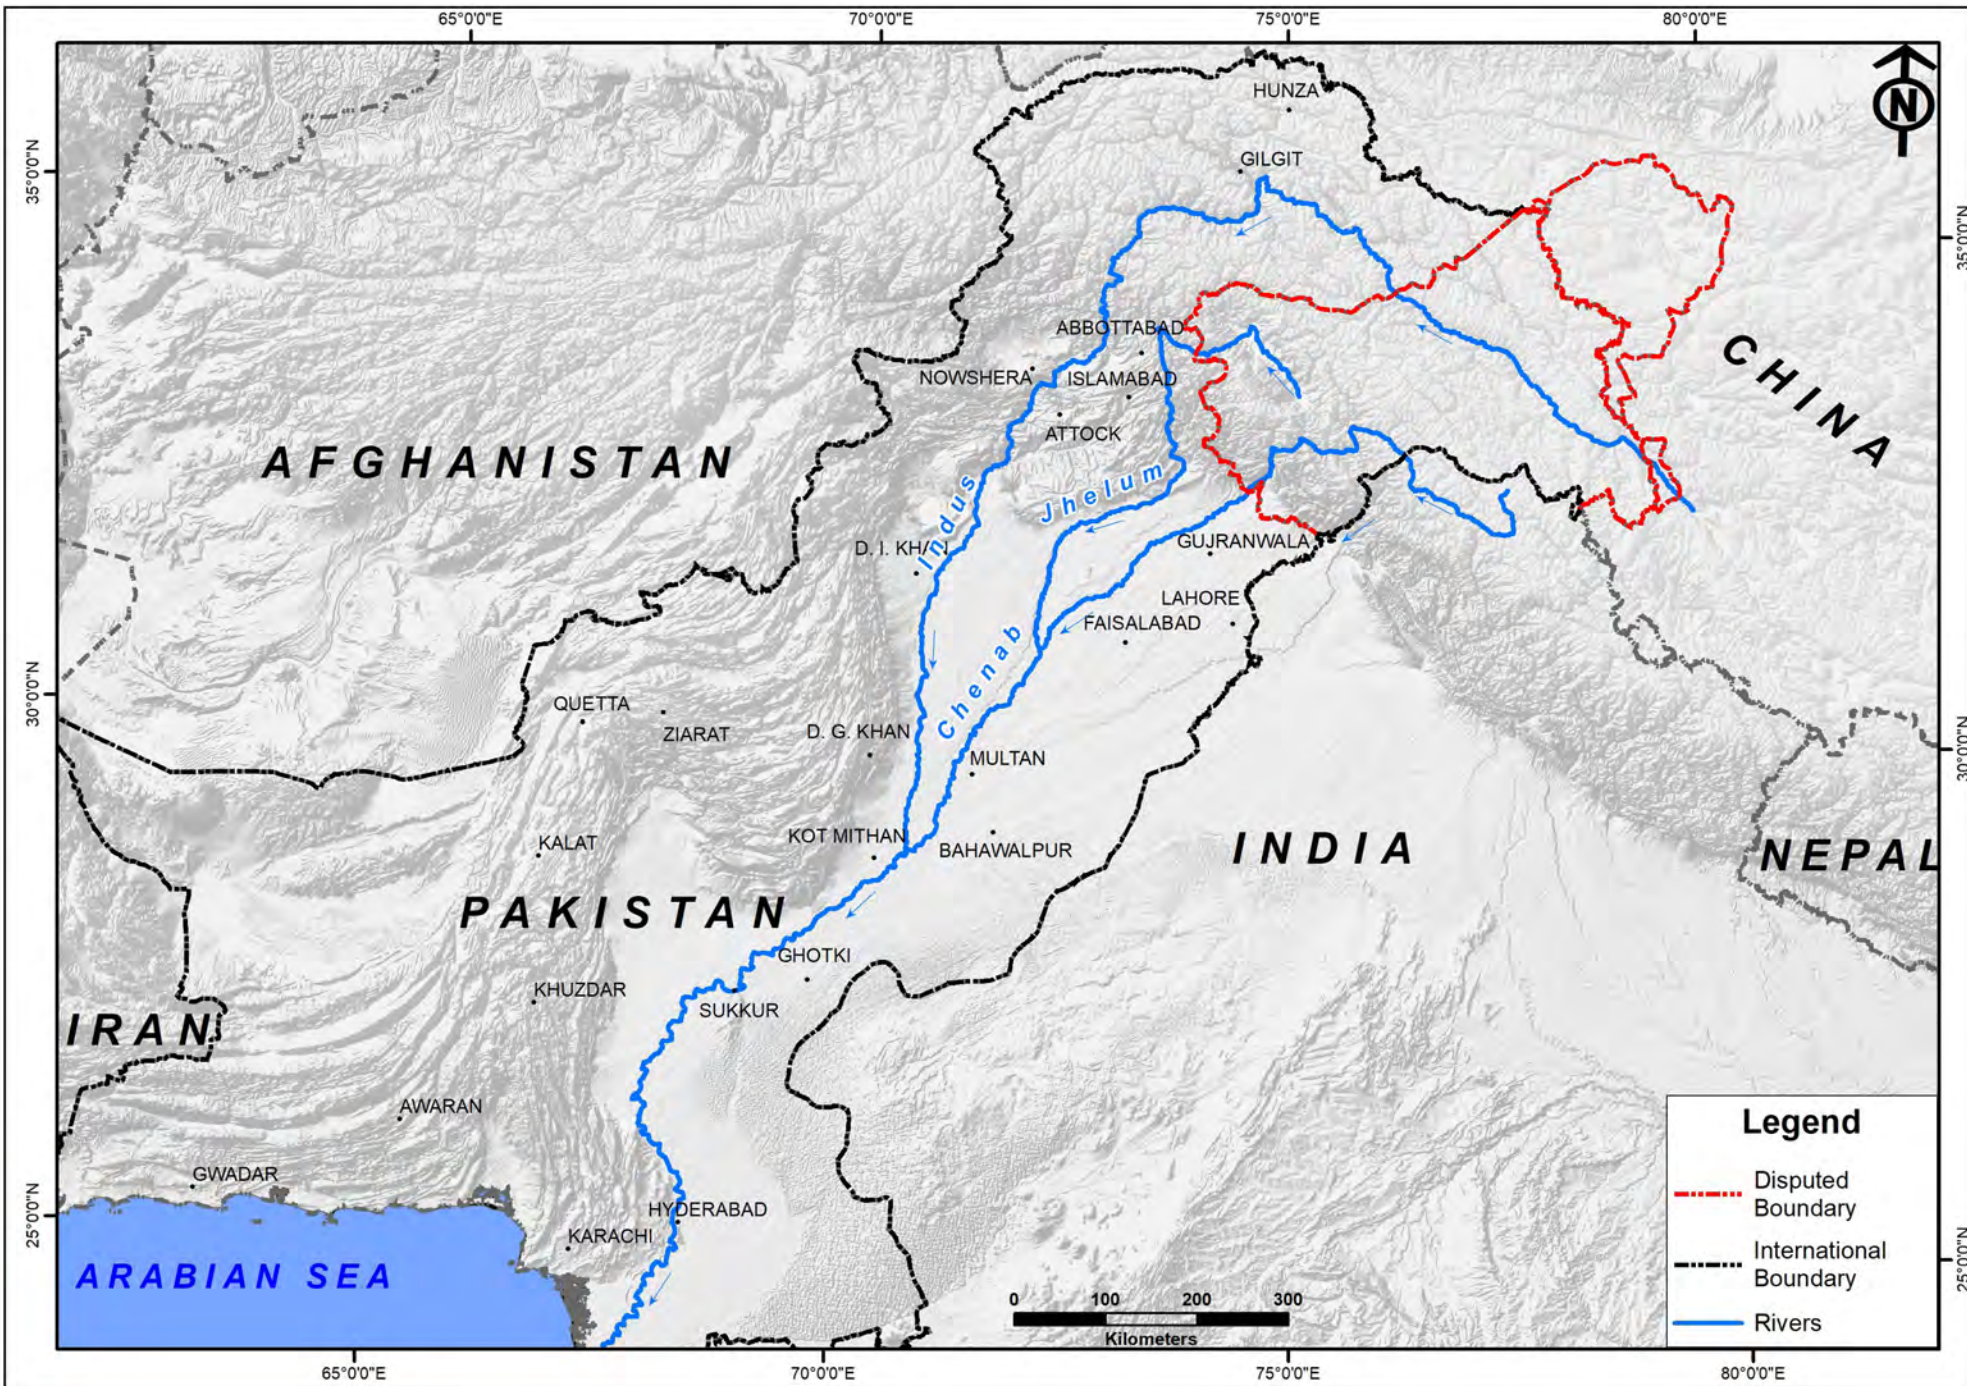 65°0'0"E
70°0'0"E
75°0'0"E
80°0'0"E
N
HUNZA
35°0'0"N
GILGIT
35°0'0"N
ABBOTTABAD
CHINA
NOWSHERA
ISLAMABAD
ATTOCK
AFGHANISTAN
Indus
Jhelum
D. I. KHAN
GUJRANWALA
LAHORE
FAISALABAD
Chenab
30°0'0"N
QUETTA
ZIARAT
D. G. KHAN
30°0'0"N
MULTAN
KALAT
KOT MITHAN
BAHAWALPUR
INDIA
NEPAL
PAKISTAN
GHOTKI
KHUZDAR
SUKKUR
IRAN
AWARAN
GWADAR
25°0'0"N
HYDERABAD
KARACHI
ARABIAN SEA
25°0'0"N
0 100 200 300
Kilometers
Legend
Disputed
Boundary
International
Boundary
Rivers
65°0'0"E
70°0'0"E
75°0'0"E
80°0'0"E